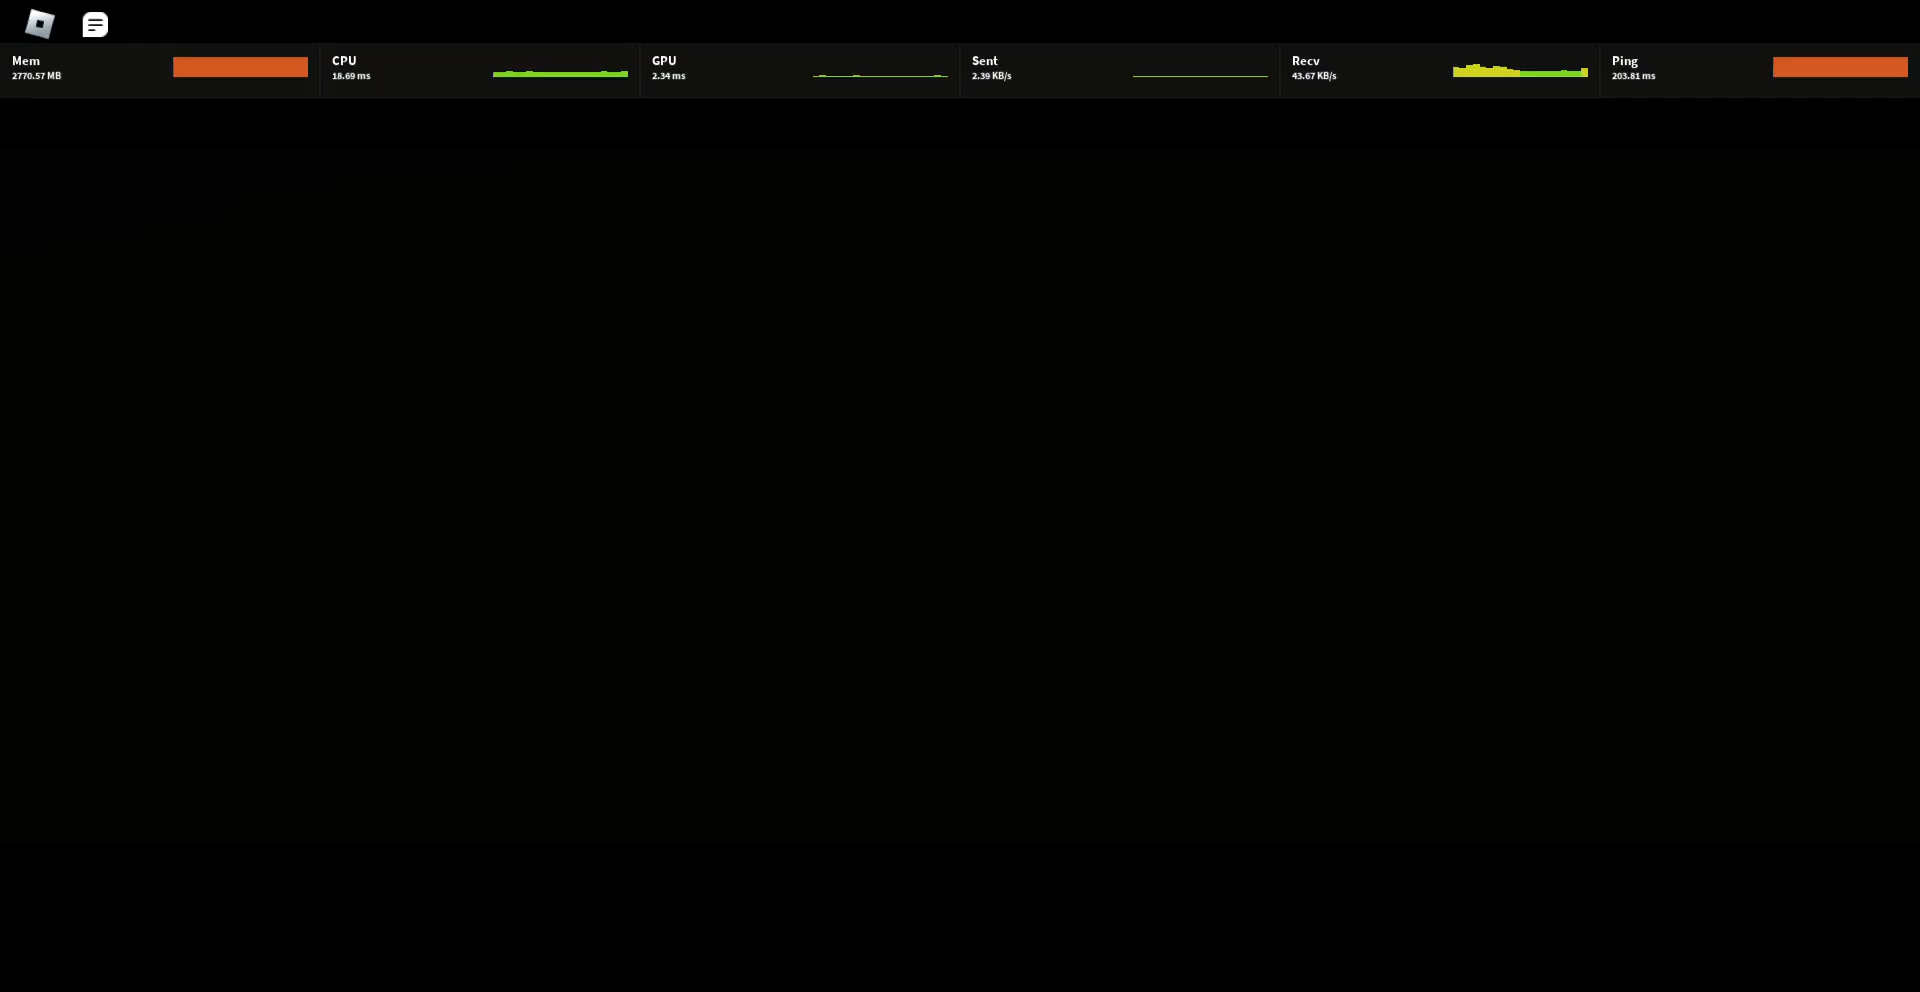 Mem
2770.57 MB
CPU
18.69 ms
GPU
2.34 ms
Sent
2.39 KB/s
Recv
43.67 KB/s
Ping
203.81 ms